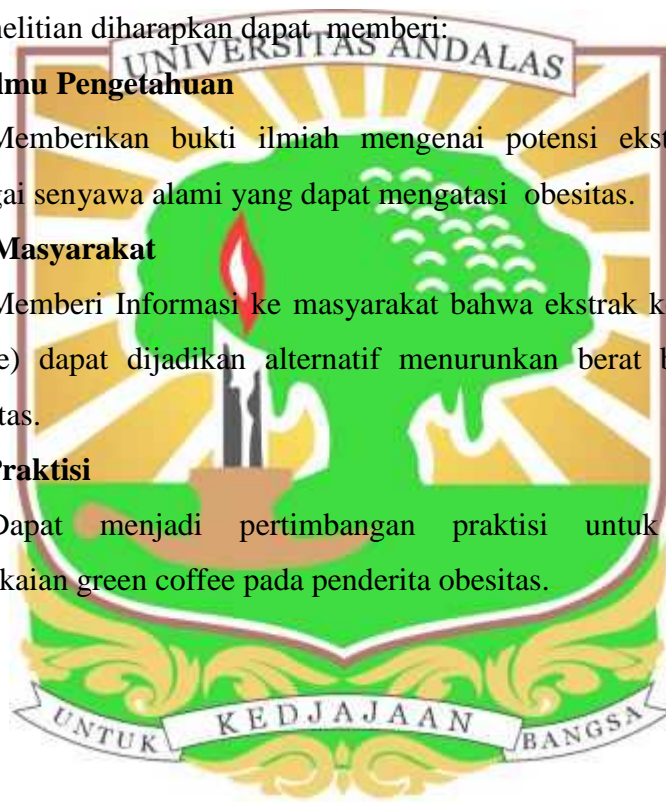 nelitian diharapkan dapat memberi:
UNIVERSITAS ANDALAS
lmu Pengetahuan
Memberikan bukti ilmiah mengenai potensi ekst
gai senyawa alami yang dapat mengatasi obesitas.
Masyarakat
Memberi Informasi ke masyarakat bahwa ekstrak k
e) dapat dijadikan alternatif menurunkan berat b
tas.
Praktisi
Dapat menjadi pertimbangan praktisi untuk
kaian green coffee pada penderita obesitas.
UNTUK KEDJAJAAN BANGSA